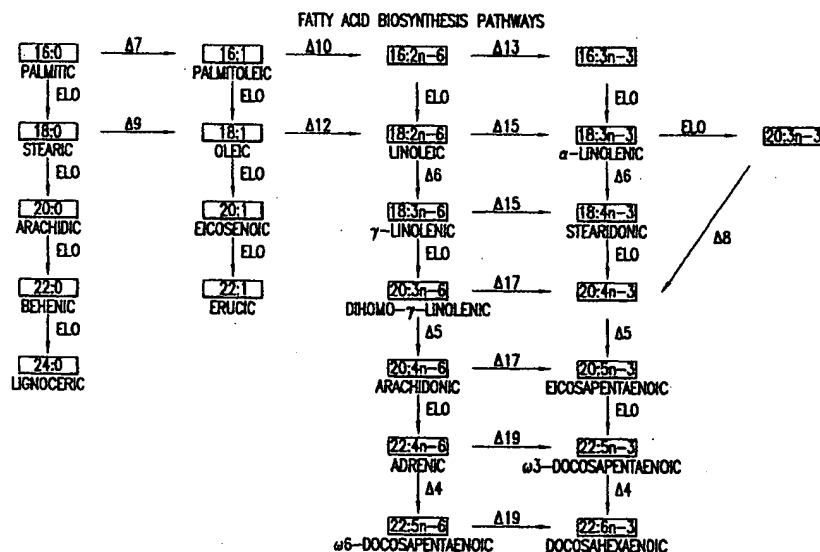 FATTY ACID BIOSYNTHESIS PATHWAYS
16:0 Δ7 16:1 Δ10 16:2n-6 Δ13 16:3n-3
PALMITIC PALMITOLEIC
ELO ELO ELO ELO
18:0 Δ9 18:1 Δ12 18:2n-6 Δ15 18:3n-3 ELO 20:3n-3
STEARIC OLEIC LINOLEIC α-LINOLENIC
ELO ELO Δ6 Δ6
20:0 20:1 18:3n-6 Δ15 18:4n-3
ARACHIDIC EICOSENOIC γ-LINOLENIC STEARIDONIC
Δ8
ELO ELO ELO ELO
22:0 22:1 20:3n-6 Δ17 20:4n-3
BEHENIC ERUCIC DIHOMO-γ-LINOLENIC
ELO Δ5 Δ5
24:0 20:4n-6 Δ17 20:5n-3
LIGNOCERIC ARACHIDONIC EICOSAPENTAENOIC
ELO ELO
22:4n-6 Δ19 22:5n-3
ADRENIC ω3-DOCOSAPENTAENOIC
Δ4 Δ4
22:5n-6 Δ19 22:6n-3
ω6-DOCOSAPENTAENOIC DOCOSAHEXAENOIC